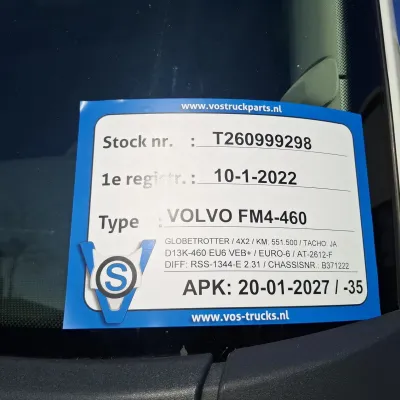 www.vostruckparts.nl
Stock nr. : T260999298
1e registr. : 10-1-2022
Type : VOLVO FM4-460
GLOBETROTTER / 4X2 / KM. 551.500 / TACHO JA
D13K-460 EU6 VEB+ / EURO-6 / AT-2612-F
DIFF: RSS-1344-E 2.31 / CHASSISNR.: B371222
VS
APK: 20-01-2027 / -35
www.vos-trucks.nl